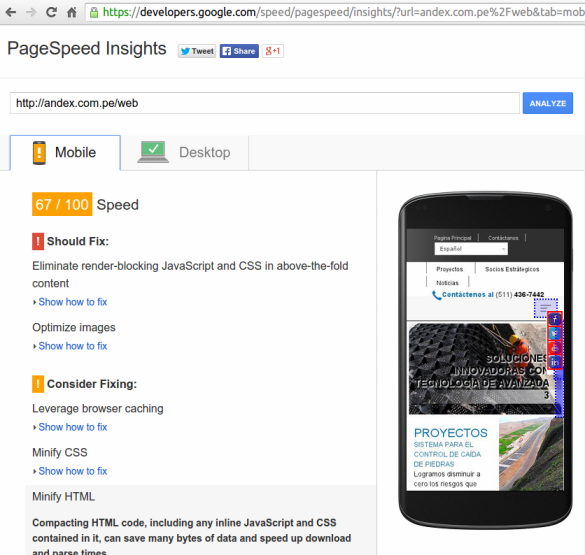 https://developers.google.com/speed/pagespeed/insights/?url=andex.com.pe%2Fweb&tab=mob
PageSpeed Insights
Tweet
Share
g+1
http://andex.com.pe/web
ANALYZE
Mobile
Desktop
67 / 100 Speed
! Should Fix:
Eliminate render-blocking JavaScript and CSS in above-the-fold
content
Show how to fix
Optimize images
Show how to fix
! Consider Fixing:
Leverage browser caching
Show how to fix
Minify CSS
Show how to fix
Minify HTML
Compacting HTML code, including any inline JavaScript and CSS
contained in it, can save many bytes of data and speed up download
and parse times.
Pagina Principal
Contáctanos
Español
Proyectos
Socios Estrátegicos
Noticias
Contáctenos al (511) 436-7442
SOLUCIONES
INNOVADORAS CON
TECNOLOGÍA DE AVANZADA
3
PROYECTOS
SISTEMA PARA EL
CONTROL DE CAÍDA
DE PIEDRAS
Logramos disminuir a
cero los riesgos que